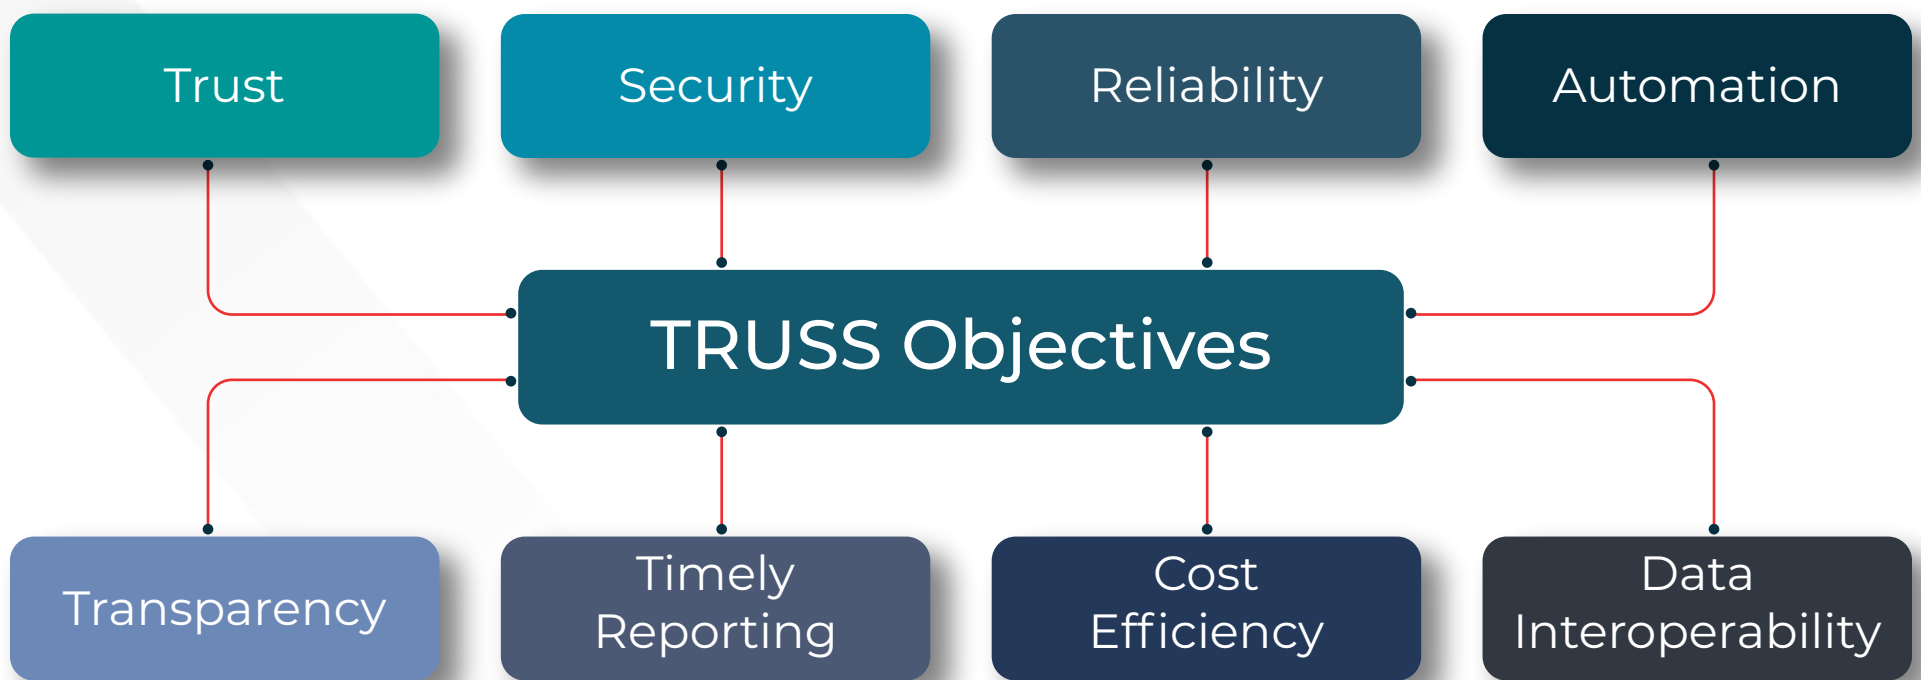 Trust
Security
Reliability
Automation
TRUSS Objectives
Transparency
Timely
Reporting
Cost
Efficiency
Data
Interoperability